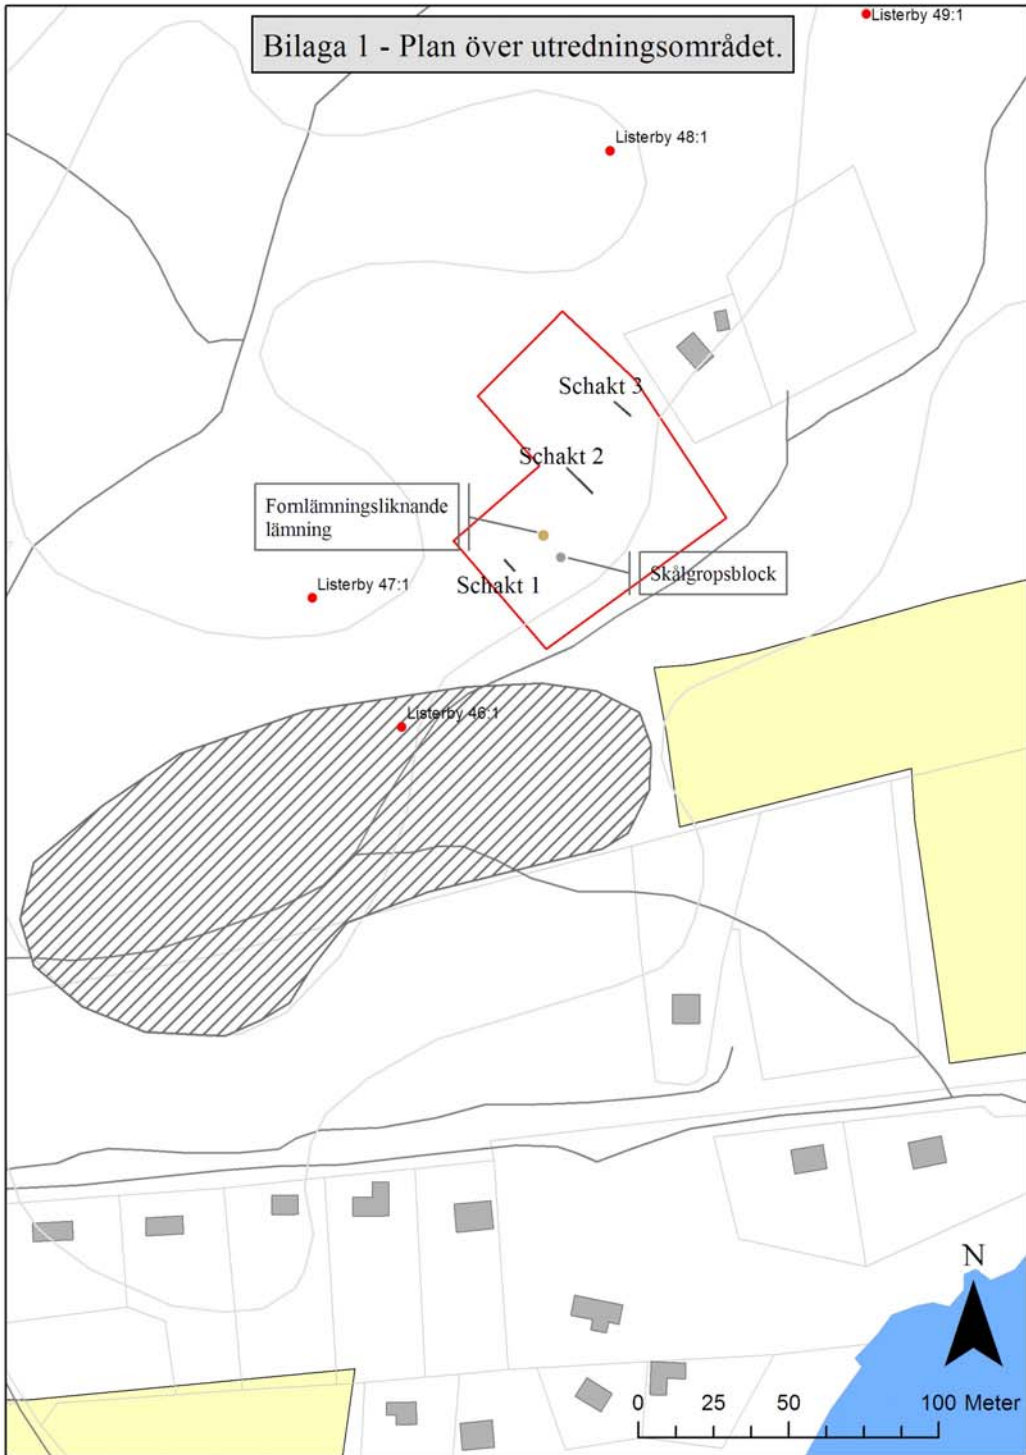 Bilaga 1 - Plan över utredningsområdet.
Listerby 49:1
Listerby 48:1
Schakt 3
Schakt 2
Fornlämningsliknande
lämning
Skålgropsblock
Schakt 1
Listerby 47:1
Listerby 46:1
N
0 25 50 100 Meter